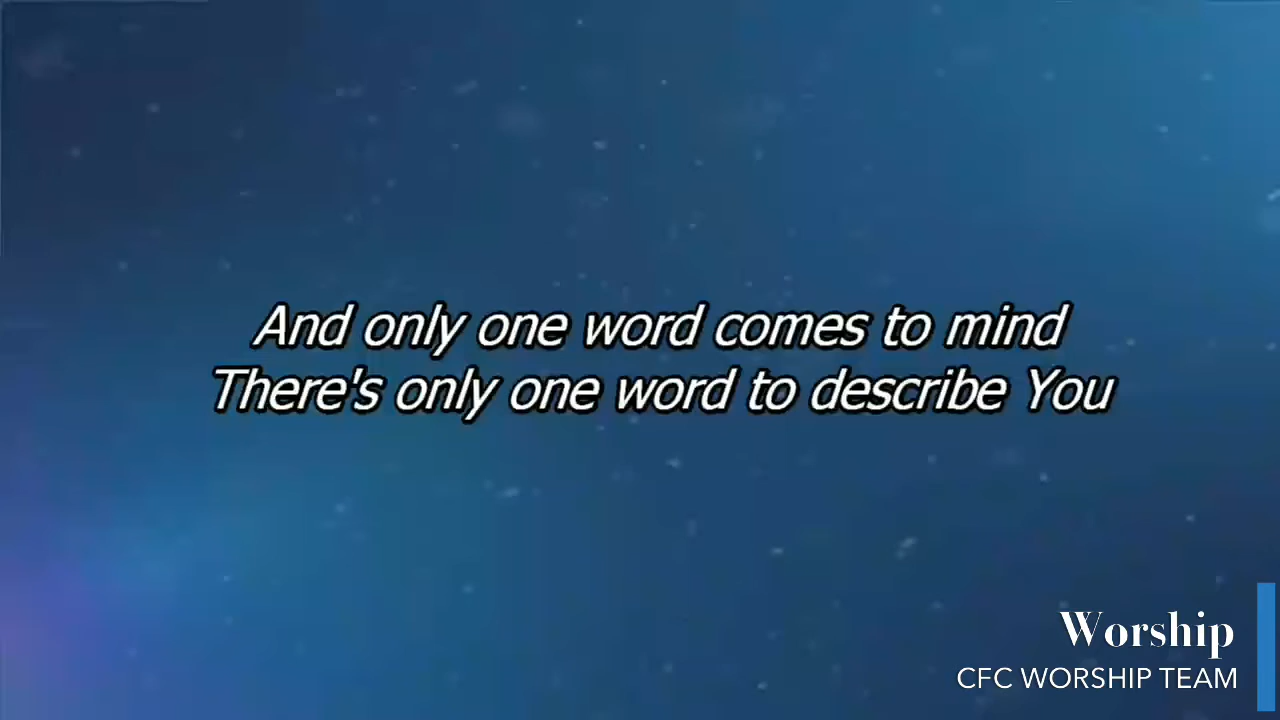 And only one word comes to mind
There's only one word to describe You
Worship
CFC WORSHIP TEAM